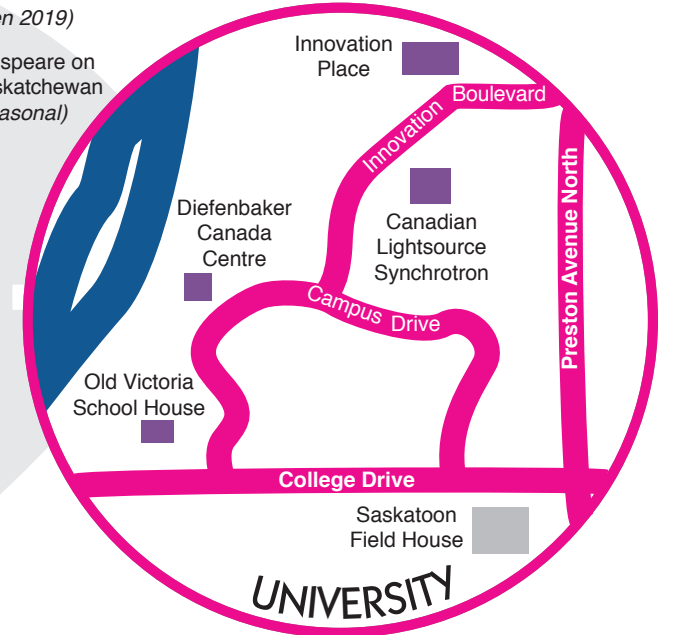 en 2019)
speare on
skatchewan
asonal)
Innovation
Place
Innovation Boulevard
Preston Avenue North
Diefenbaker
Canada
Centre
Canadian
Lightsource
Synchrotron
Campus Drive
Old Victoria
School House
College Drive
Saskatoon
Field House
UNIVERSITY